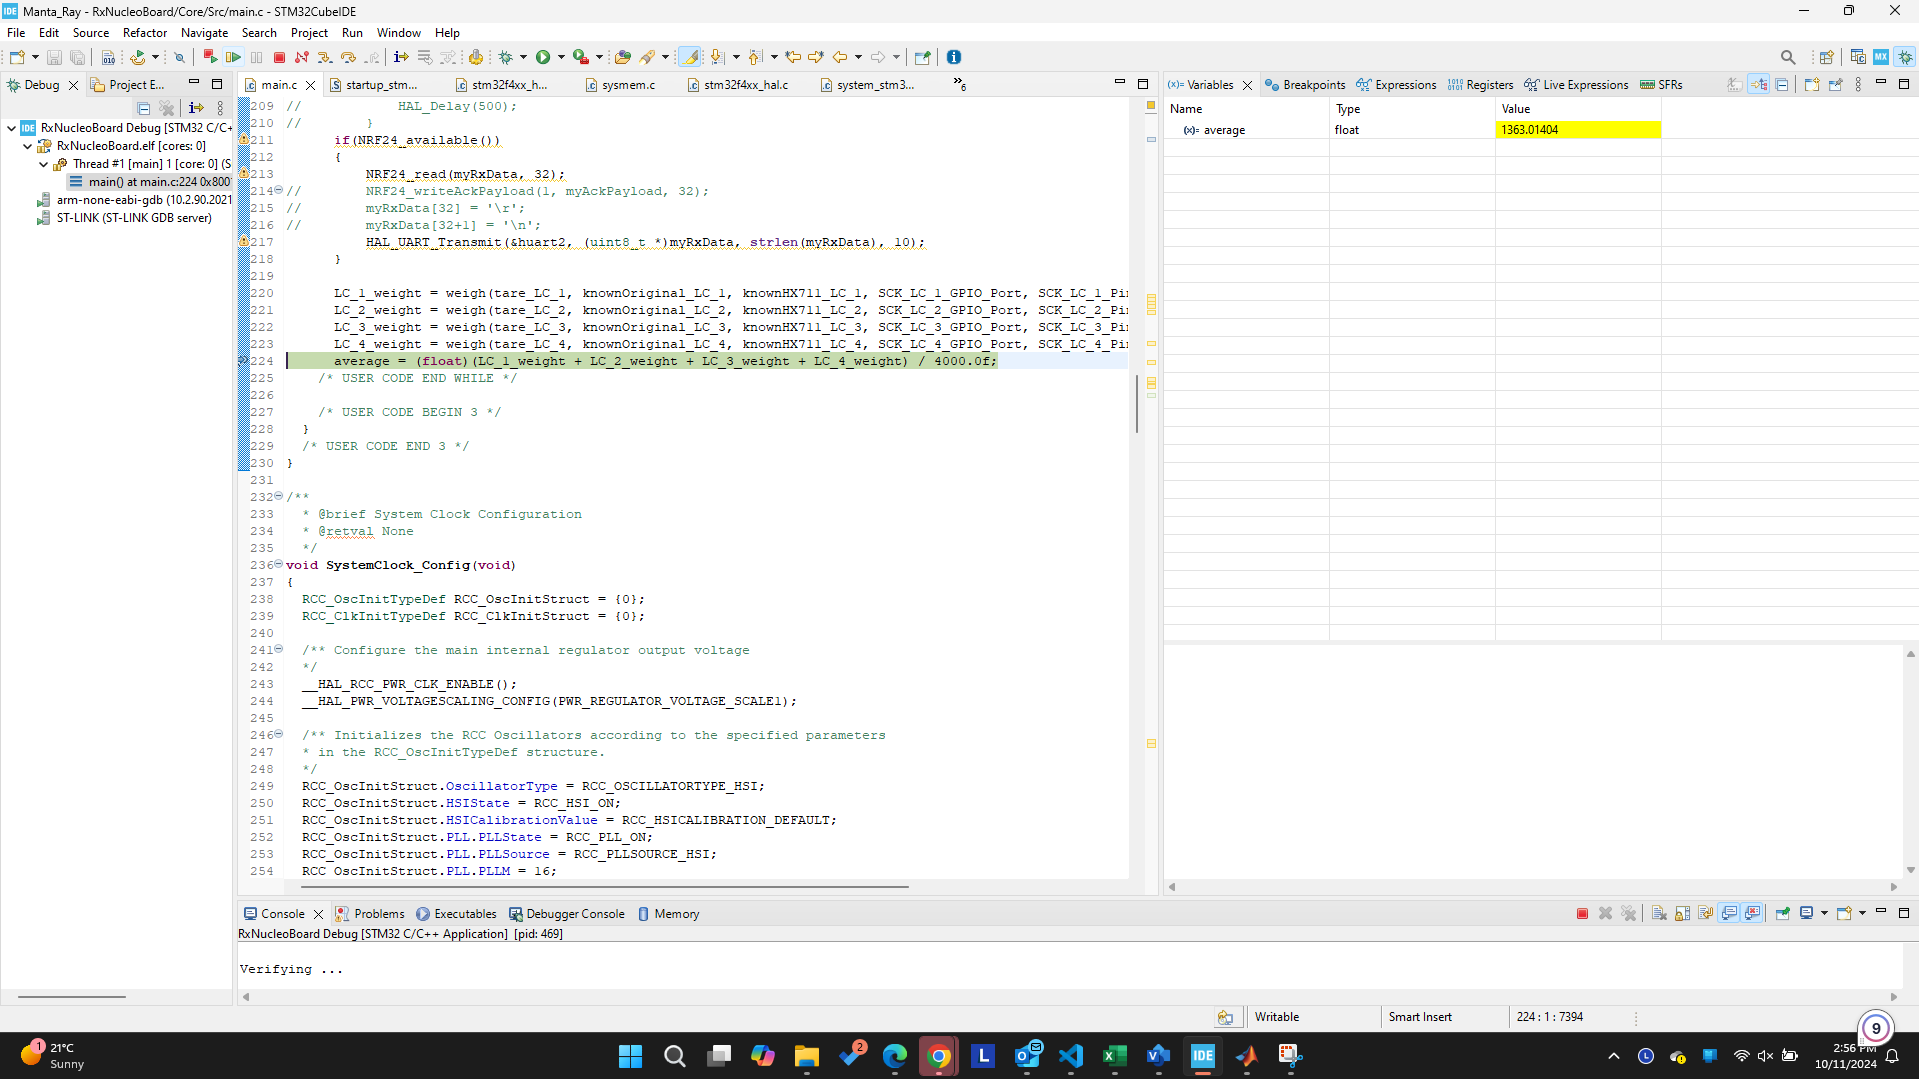 Manta_Ray - RxNucleoBoard/Core/Src/main.c - STM32CubeIDE
File Edit Source Refactor Navigate Search Project Run Window Help
Debug Project E...
RxNucleoBoard Debug [STM32 C/C+
RxNucleoBoard.elf [cores: 0]
Thread #1 [main] 1 [core: 0] (S
main() at main.c:224 0x800
arm-none-eabi-gdb (10.2.90.2021
ST-LINK (ST-LINK GDB server)
main.c startup_stm... stm32f4xx_h... sysmem.c stm32f4xx_hal.c system_stm3... 6
209 // HAL_Delay(500);
210 // }
211 if(NRF24_available())
212 {
213 NRF24_read(myRxData, 32);
214 // NRF24_writeAckPayload(1, myAckPayload, 32);
215 // myRxData[32] = '\r';
216 // myRxData[32+1] = '\n';
217 HAL_UART_Transmit(&huart2, (uint8_t *)myRxData, strlen(myRxData), 10);
218 }
219
220 LC_1_weight = weigh(tare_LC_1, knownOriginal_LC_1, knownHX711_LC_1, SCK_LC_1_GPIO_Port, SCK_LC_1_Pin
221 LC_2_weight = weigh(tare_LC_2, knownOriginal_LC_2, knownHX711_LC_2, SCK_LC_2_GPIO_Port, SCK_LC_2_Pin
222 LC_3_weight = weigh(tare_LC_3, knownOriginal_LC_3, knownHX711_LC_3, SCK_LC_3_GPIO_Port, SCK_LC_3_Pin
223 LC_4_weight = weigh(tare_LC_4, knownOriginal_LC_4, knownHX711_LC_4, SCK_LC_4_GPIO_Port, SCK_LC_4_Pin
224 average = (float)(LC_1_weight + LC_2_weight + LC_3_weight + LC_4_weight) / 4000.0f;
225 /* USER CODE END WHILE */
226
227 /* USER CODE BEGIN 3 */
228 }
229 /* USER CODE END 3 */
230 }
231
232 /**
233 * @brief System Clock Configuration
234 * @retval None
235 */
236 void SystemClock_Config(void)
237 {
238 RCC_OscInitTypeDef RCC_OscInitStruct = {0};
239 RCC_ClkInitTypeDef RCC_ClkInitStruct = {0};
240
241 /** Configure the main internal regulator output voltage
242 */
243 __HAL_RCC_PWR_CLK_ENABLE();
244 __HAL_PWR_VOLTAGESCALING_CONFIG(PWR_REGULATOR_VOLTAGE_SCALE1);
245
246 /** Initializes the RCC Oscillators according to the specified parameters
247 * in the RCC_OscInitTypeDef structure.
248 */
249 RCC_OscInitStruct.OscillatorType = RCC_OSCILLATORTYPE_HSI;
250 RCC_OscInitStruct.HSIState = RCC_HSI_ON;
251 RCC_OscInitStruct.HSICalibrationValue = RCC_HSICALIBRATION_DEFAULT;
252 RCC_OscInitStruct.PLL.PLLState = RCC_PLL_ON;
253 RCC_OscInitStruct.PLL.PLLSource = RCC_PLLSOURCE_HSI;
254 RCC_OscInitStruct.PLL.PLLM = 16;
(x)= Variables Breakpoints Expressions Registers Live Expressions SFRs
Name Type Value
(x)= average float 1363.01404
Console Problems Executables Debugger Console Memory
RxNucleoBoard Debug [STM32 C/C++ Application] [pid: 469]
Verifying ...
Writable Smart Insert 224 : 1 : 7394
9
1
21°C
Sunny
2
L
IDE
2:56 PM
10/11/2024